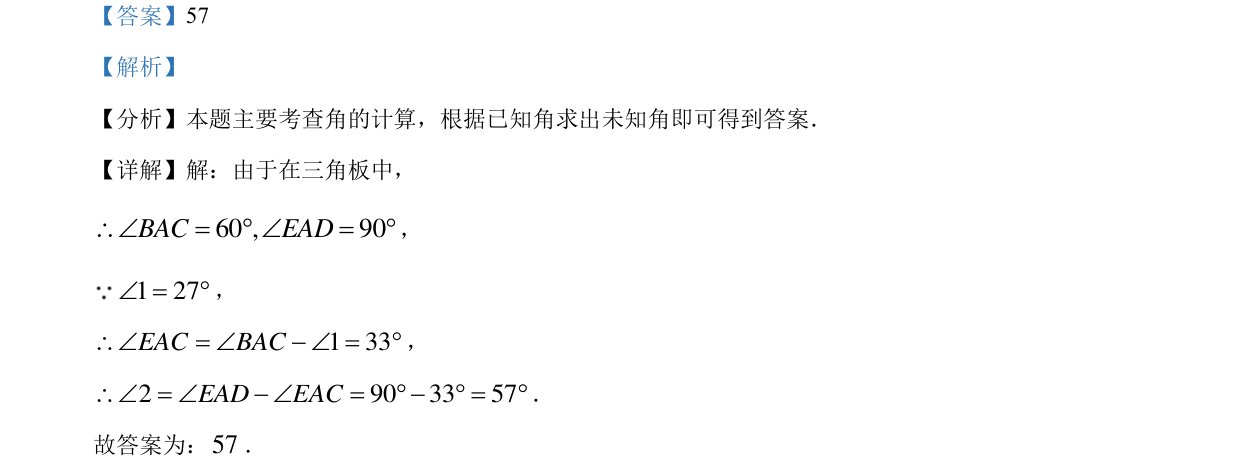 【答案】57
【解析】
【分析】本题主要考查角的计算，根据已知角求出未知角即可得到答案．
【详解】解：由于在三角板中，
∴∠BAC = 60°,∠EAD = 90°，
∵∠1 = 27°，
∴∠EAC = ∠BAC − ∠1 = 33°，
∴∠2 = ∠EAD − ∠EAC = 90° − 33° = 57°．
故答案为：57．